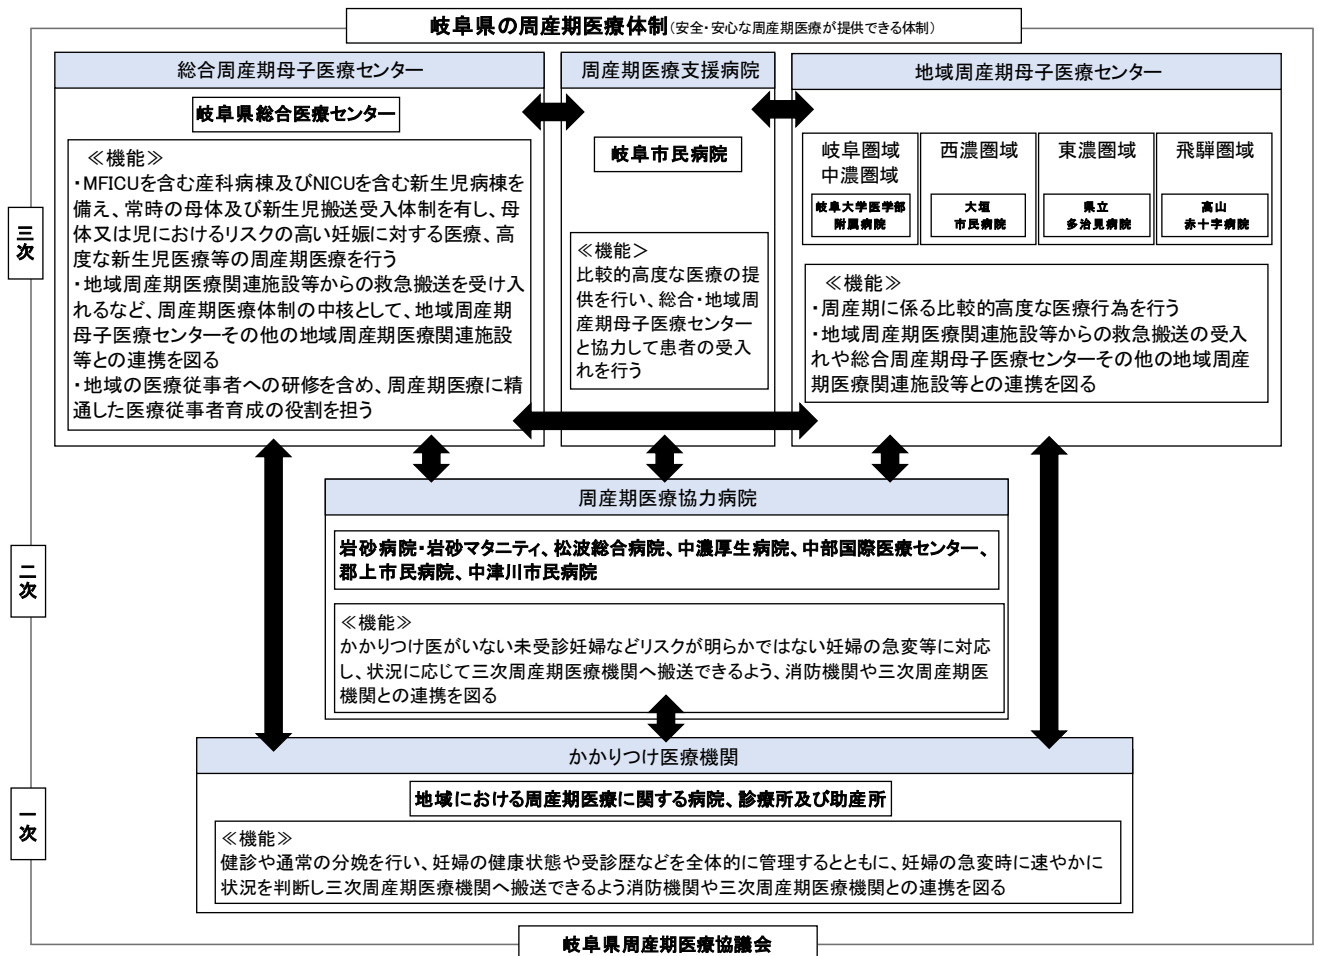 岐阜県の周産期医療体制(安全・安心な周産期医療が提供できる体制)
三次
総合周産期母子医療センター
岐阜県総合医療センター
≪機能≫
・MFICUを含む産科病棟及びNICUを含む新生児病棟を
備え、常時の母体及び新生児搬送受入体制を有し、母
体又は児におけるリスクの高い妊娠に対する医療、高
度な新生児医療等の周産期医療を行う
・地域周産期医療関連施設等からの救急搬送を受け入
れるなど、周産期医療体制の中核として、地域周産期
母子医療センターその他の地域周産期医療関連施設
等との連携を図る
・地域の医療従事者への研修を含め、周産期医療に精
通した医療従事者育成の役割を担う
周産期医療支援病院
岐阜市民病院
≪機能＞
比較的高度な医療の提
供を行い、総合・地域周
産期母子医療センター
と協力して患者の受入
れを行う
地域周産期母子医療センター
岐阜圏域
中濃圏域
岐阜大学医学部
附属病院
西濃圏域
大垣
市民病院
東濃圏域
県立
多治見病院
飛騨圏域
高山
赤十字病院
≪機能≫
・周産期に係る比較的高度な医療行為を行う
・地域周産期医療関連施設等からの救急搬送の受入
れや総合周産期母子医療センターその他の地域周産
期医療関連施設等との連携を図る
二次
周産期医療協力病院
岩砂病院・岩砂マタニティ、松波総合病院、中濃厚生病院、中部国際医療センター、
郡上市民病院、中津川市民病院
≪機能≫
かかりつけ医がいない未受診妊婦などリスクが明らかではない妊婦の急変等に対応
し、状況に応じて三次周産期医療機関へ搬送できるよう、消防機関や三次周産期医
機関との連携を図る
一次
かかりつけ医療機関
地域における周産期医療に関する病院、診療所及び助産所
≪機能≫
健診や通常の分娩を行い、妊婦の健康状態や受診歴などを全体的に管理するとともに、妊婦の急変時に速やかに
状況を判断し三次周産期医療機関へ搬送できるよう消防機関や三次周産期医療機関との連携を図る
岐阜県周産期医療協議会